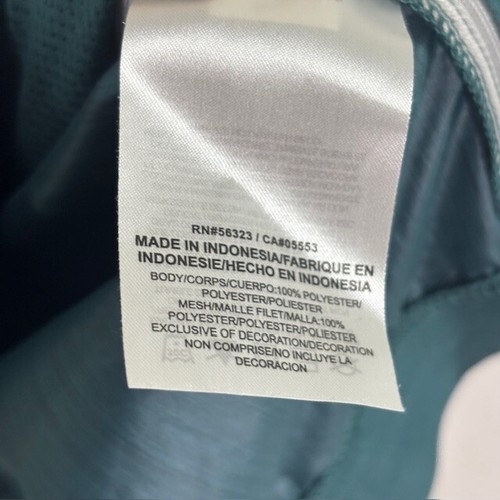 RN#56323 / CA#05553
MADE IN INDONESIA/FABRIQUE EN
INDONESIE/HECHO EN INDONESIA
BODY/CORPS/CUERPO:100% POLYESTER/
POLYESTER/POLIESTER
MESH/MAILLE FILET/MALLA:100%
POLYESTER/POLYESTER/POLIESTER
EXCLUSIVE OF DECORATION/DECORATION
NON COMPRISE/NO INCLUYE LA
DECORACION